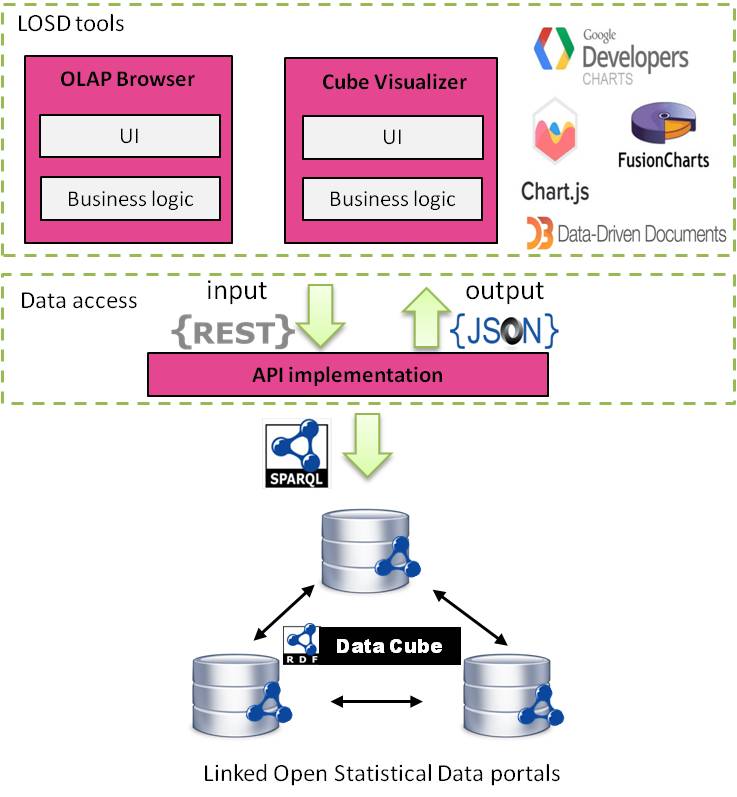 LOSD tools
OLAP Browser
UI
Business logic
Cube Visualizer
UI
Business logic
Google
Developers
CHARTS
Chart.js
FusionCharts
D3 Data-Driven Documents
Data access
input
{REST}
output
{JSON}
API implementation
SPARQL
RDF
Data Cube
Linked Open Statistical Data portals